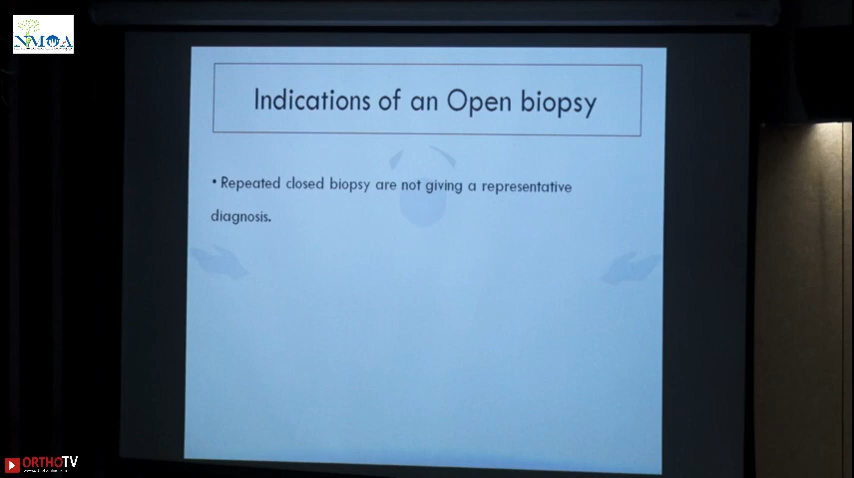 NMOA
Indications of an Open biopsy
• Repeated closed biopsy are not giving a representative
diagnosis.
ORTHOTV